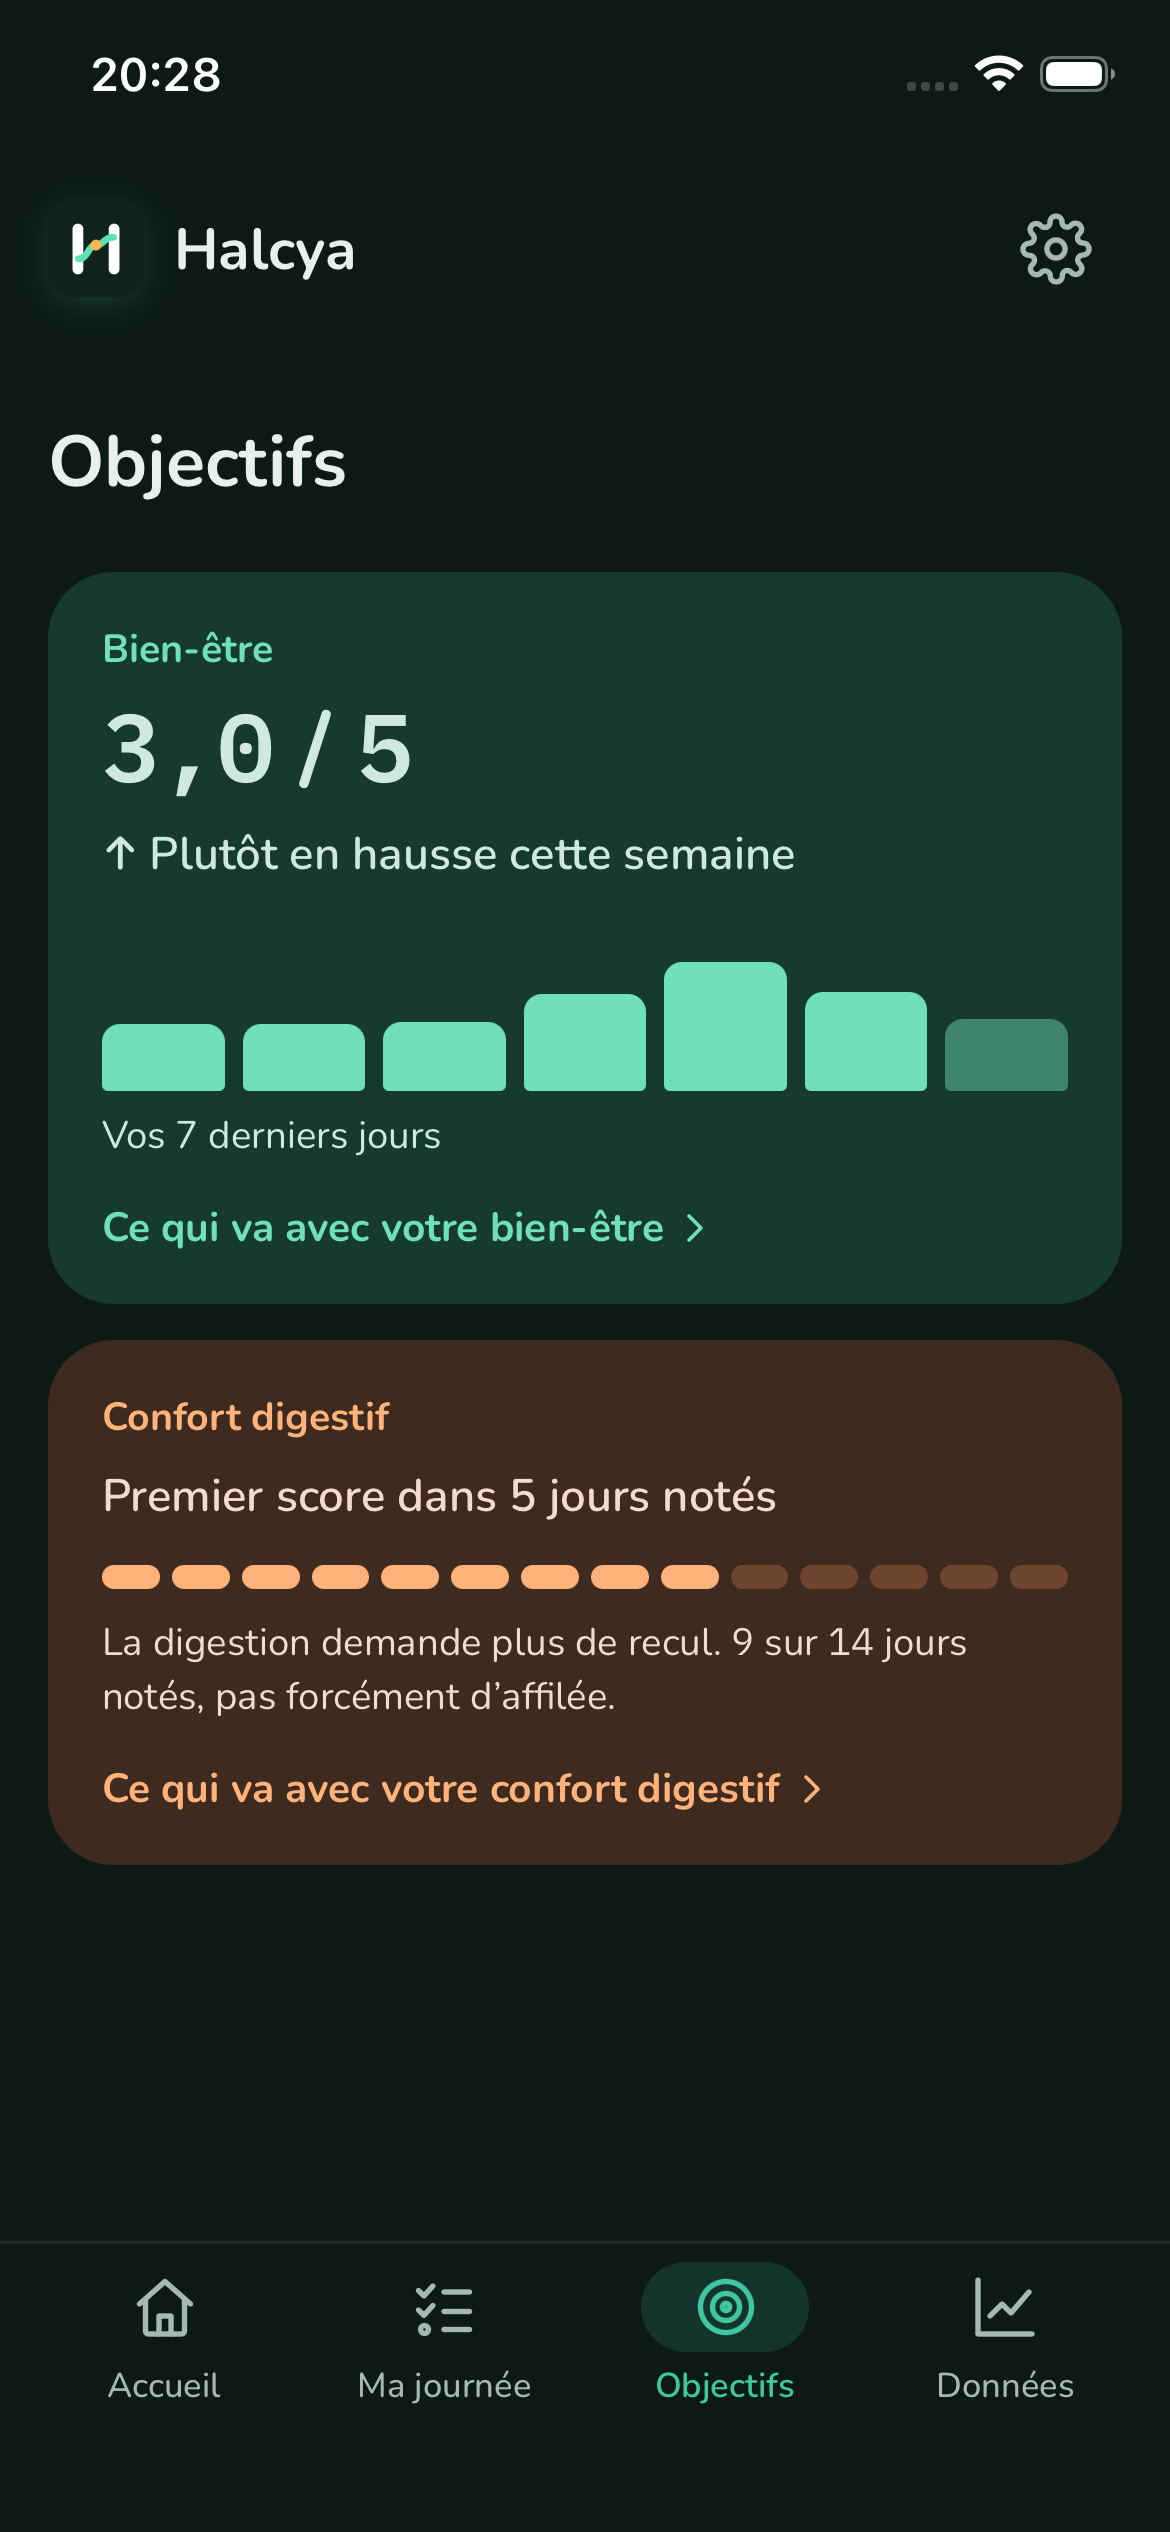 20:28
Halcya
Objectifs
Bien-être
3,0/5
↑ Plutôt en hausse cette semaine
Vos 7 derniers jours
Ce qui va avec votre bien-être
Confort digestif
Premier score dans 5 jours notés
La digestion demande plus de recul. 9 sur 14 jours
notés, pas forcément d’affilée.
Ce qui va avec votre confort digestif
Accueil
Ma journée
Objectifs
Données